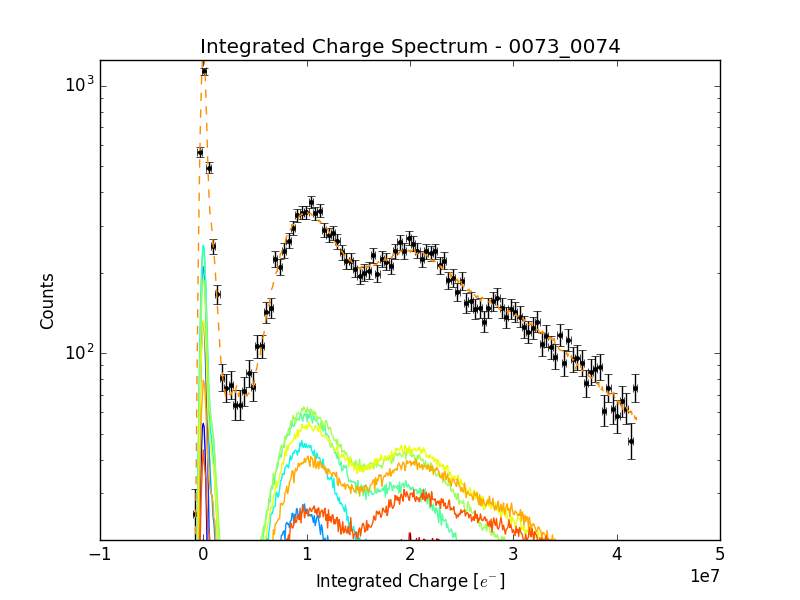 Integrated Charge Spectrum - 0073_0074
10³
10²
Counts
−1 0 1 2 3 4 5
1e7
Integrated Charge [e⁻]